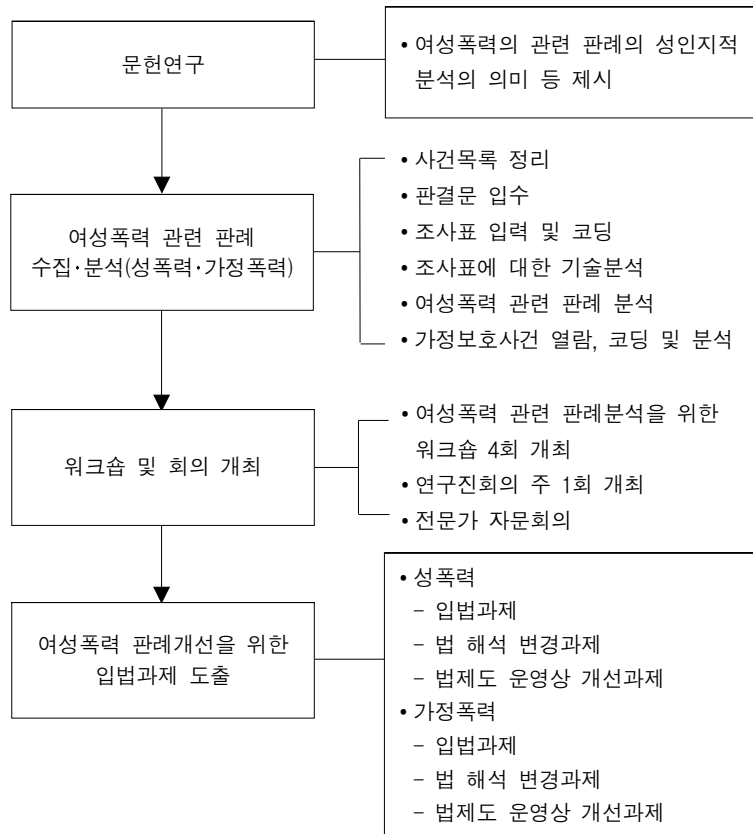 문헌연구
• 여성폭력의 관련 판례의 성인지적
분석의 의미 등 제시
여성폭력 관련 판례
수집·분석(성폭력·가정폭력)
• 사건목록 정리
• 판결문 입수
• 조사표 입력 및 코딩
• 조사표에 대한 기술분석
• 여성폭력 관련 판례 분석
• 가정보호사건 열람, 코딩 및 분석
워크숍 및 회의 개최
• 여성폭력 관련 판례분석을 위한
워크숍 4회 개최
• 연구진회의 주 1회 개최
• 전문가 자문회의
여성폭력 판례개선을 위한
입법과제 도출
• 성폭력
– 입법과제
– 법 해석 변경과제
– 법제도 운영상 개선과제
• 가정폭력
– 입법과제
– 법 해석 변경과제
– 법제도 운영상 개선과제